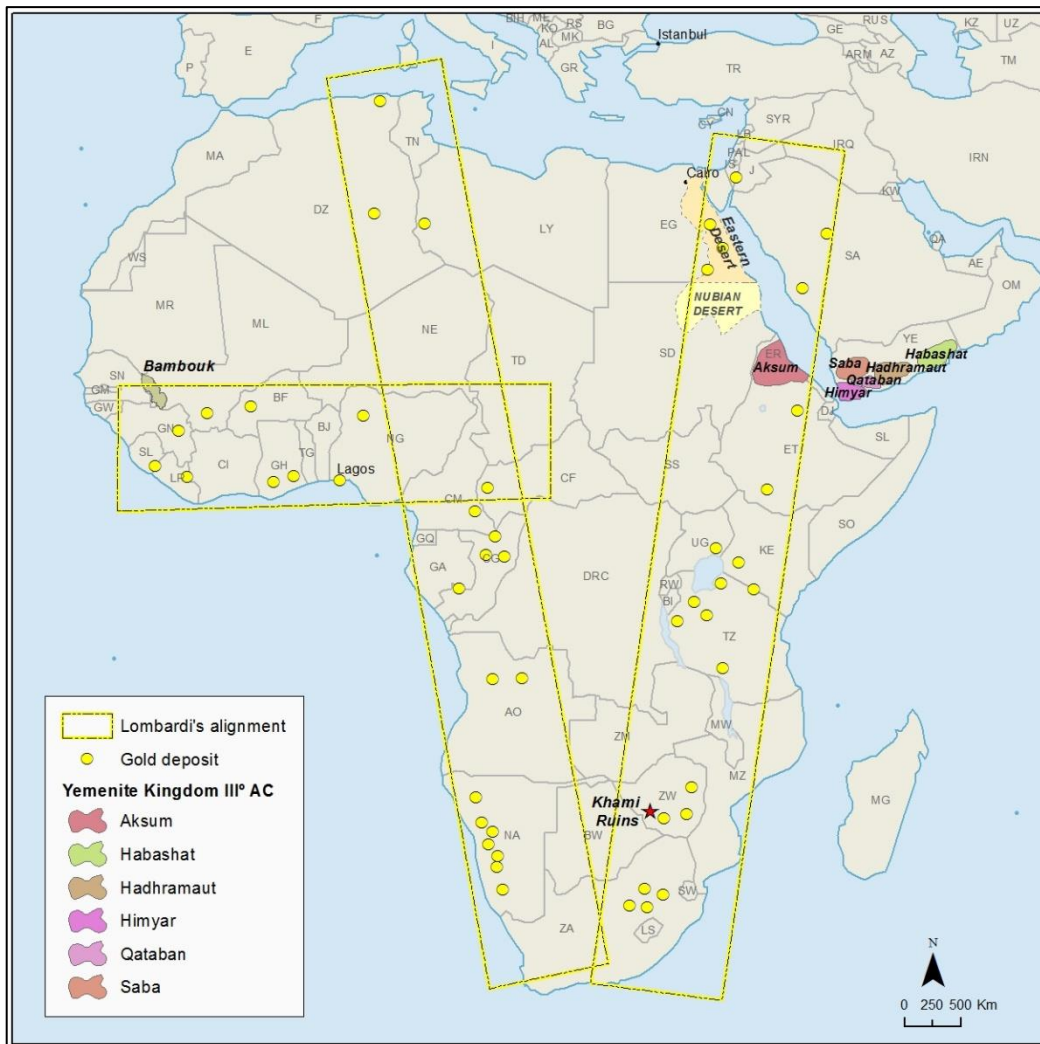 BIH
ME
RS
BG
F
F
KO
MK
AL
I
E
P
GR
Istanbul
TR
GE
RUS
ARM
AZ
KZ
UZ
TM
CN
CY
SYR
LB
PAL
IS
J
IRQ
IRN
KW
MA
TN
Cairo
DZ
LY
EG
Eastern
Desert
SA
QA
AE
OM
WS
MR
ML
NE
TD
NUBIAN
DESERT
SD
ER
Aksum
YE
Habashat
Saba
Hadhramaut
Qataban
Himyar
DJ
Bambouk
SN
GM
GW
GN
BF
BJ
NG
SL
CI
GH
TG
LR
Lagos
CF
SS
ET
SL
SO
CM
GQ
GA
CG
DRC
UG
KE
RW
BI
TZ
AO
ZM
MW
MZ
MG
Khami
Ruins
ZW
NA
BW
SW
LS
ZA
Lombardi's alignment
Gold deposit
Yemenite Kingdom IIIº AC
Aksum
Habashat
Hadhramaut
Himyar
Qataban
Saba
N
0 250 500 Km